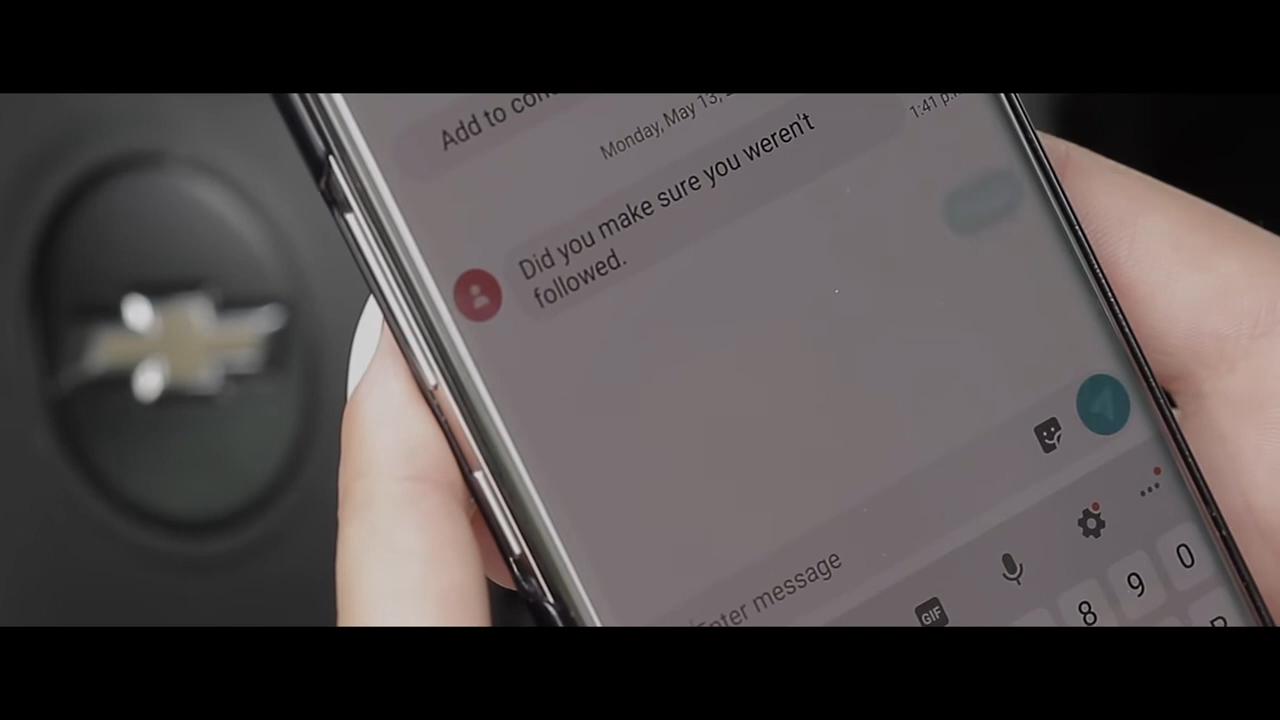 Add to
Monday, May 13,
1:41 p.
Did you make sure you weren't
followed.
Enter message
GIF
8 9 0